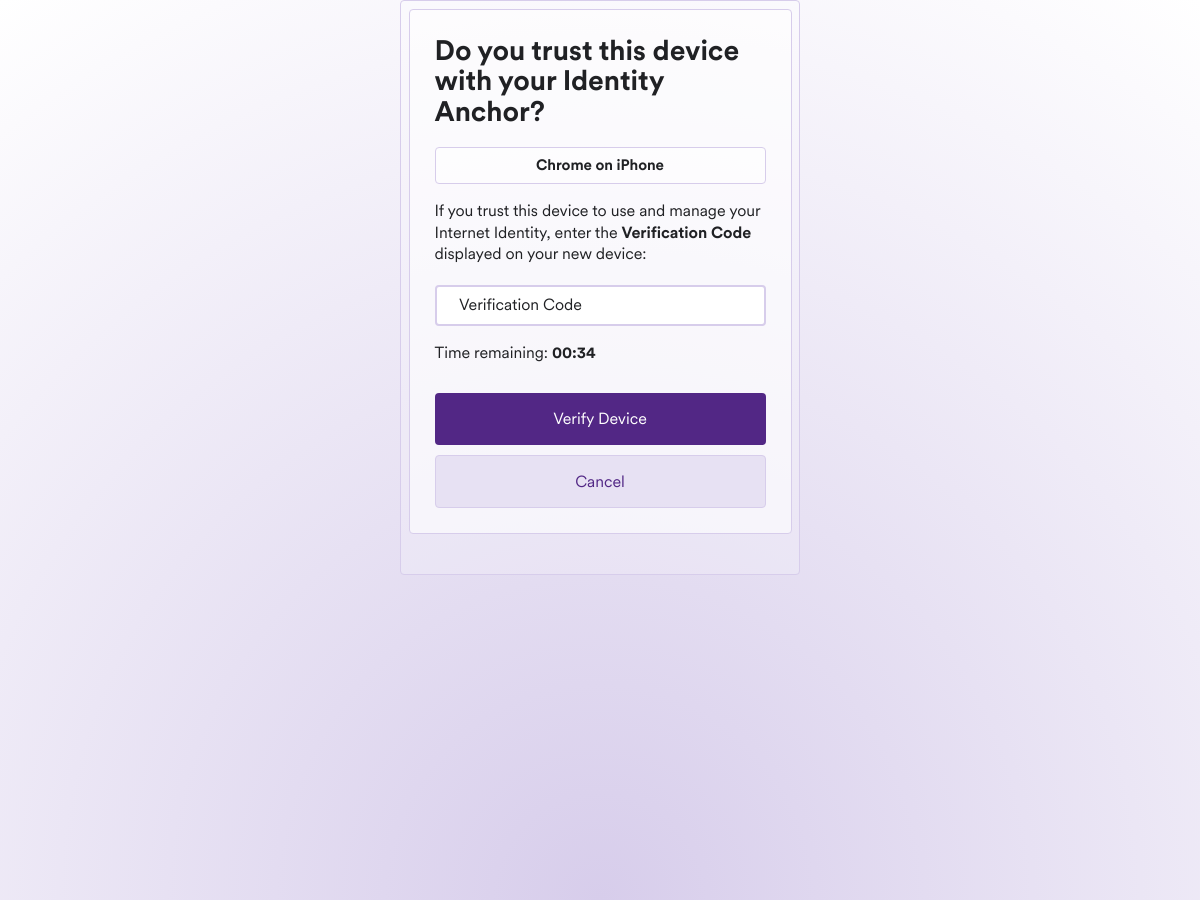 Do you trust this device
with your Identity
Anchor?
Chrome on iPhone
If you trust this device to use and manage your
Internet Identity, enter the Verification Code
displayed on your new device:
Verification Code
Time remaining: 00:34
Verify Device
Cancel